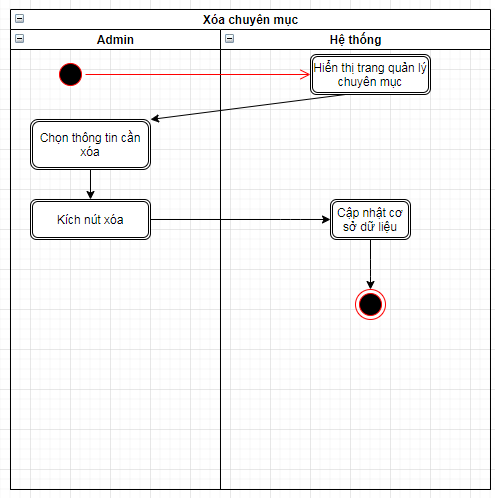 Xóa chuyên mục
Admin
Hệ thống
Hiển thị trang quản lý
chuyên mục
Chọn thông tin cần
xóa
Kích nút xóa
Cập nhật cơ
sở dữ liệu